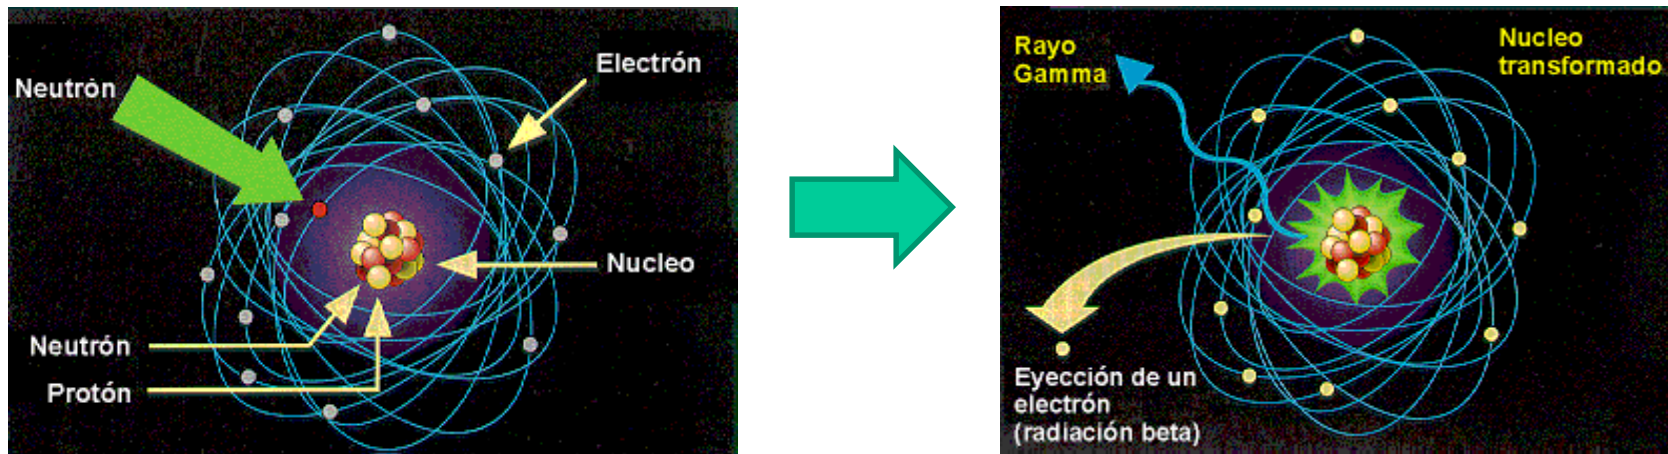 Neutrón
Electrón
Nucleo
Neutrón
Protón
Rayo
Gamma
Nucleo
transformado
Eyección de un
electrón
(radiación beta)